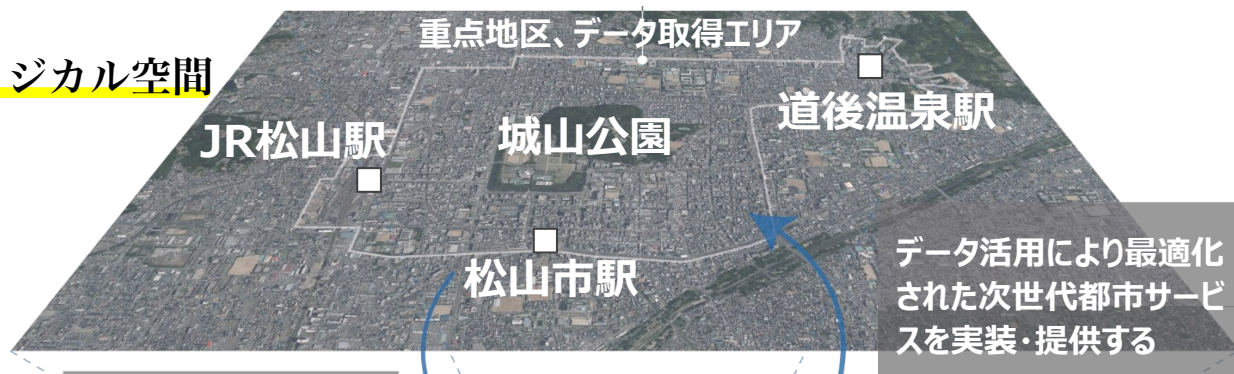 重点地区、データ取得エリア
ジカル空間
道後温泉駅
JR松山駅
城山公園
松山市駅
データ活用により最適化
された次世代都市サービ
スを実装・提供する